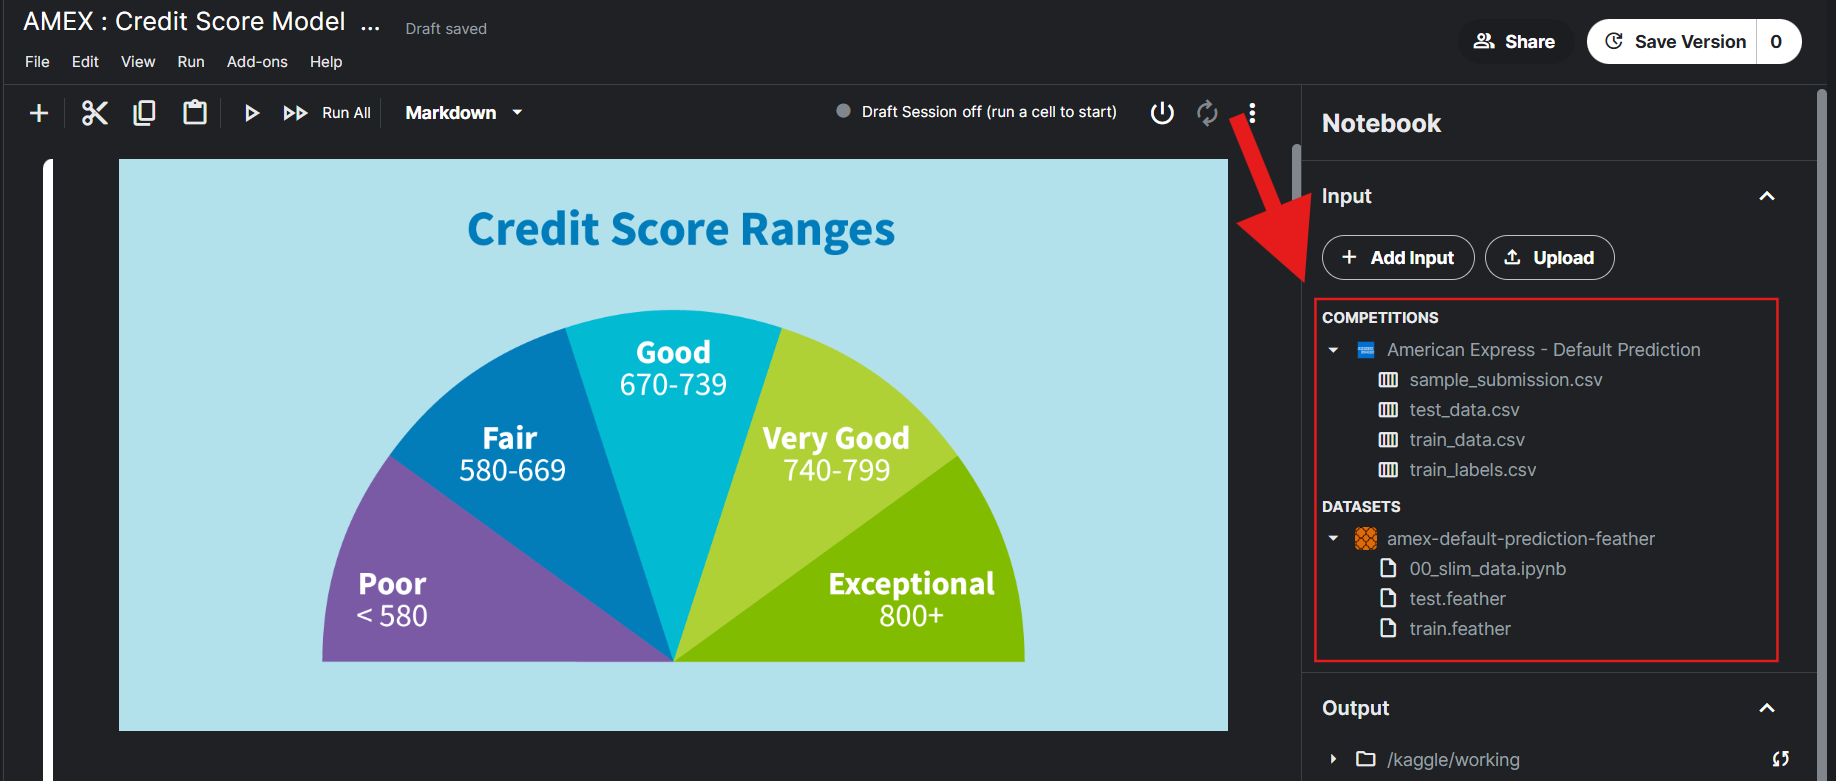 AMEX : Credit Score Model ...
Draft saved
File Edit View Run Add-ons Help
Share
Save Version 0
Run All
Markdown
Draft Session off (run a cell to start)
Credit Score Ranges
Poor
< 580
Fair
580-669
Good
670-739
Very Good
740-799
Exceptional
800+
Notebook
Input
+ Add Input
Upload
COMPETITIONS
American Express - Default Prediction
sample_submission.csv
test_data.csv
train_data.csv
train_labels.csv
DATASETS
amex-default-prediction-feather
00_slim_data.ipynb
test.feather
train.feather
Output
/kaggle/working